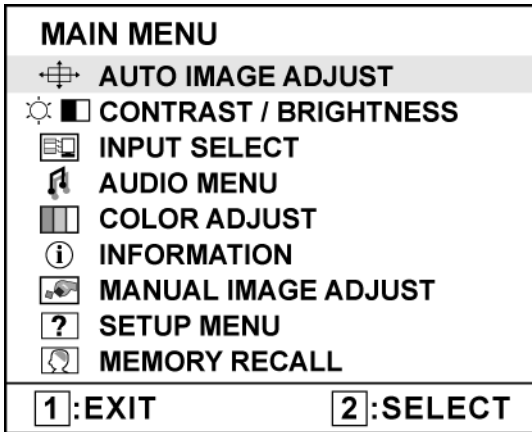 MAIN MENU
AUTO IMAGE ADJUST
CONTRAST / BRIGHTNESS
INPUT SELECT
AUDIO MENU
COLOR ADJUST
INFORMATION
MANUAL IMAGE ADJUST
? SETUP MENU
MEMORY RECALL
1:EXIT 2:SELECT